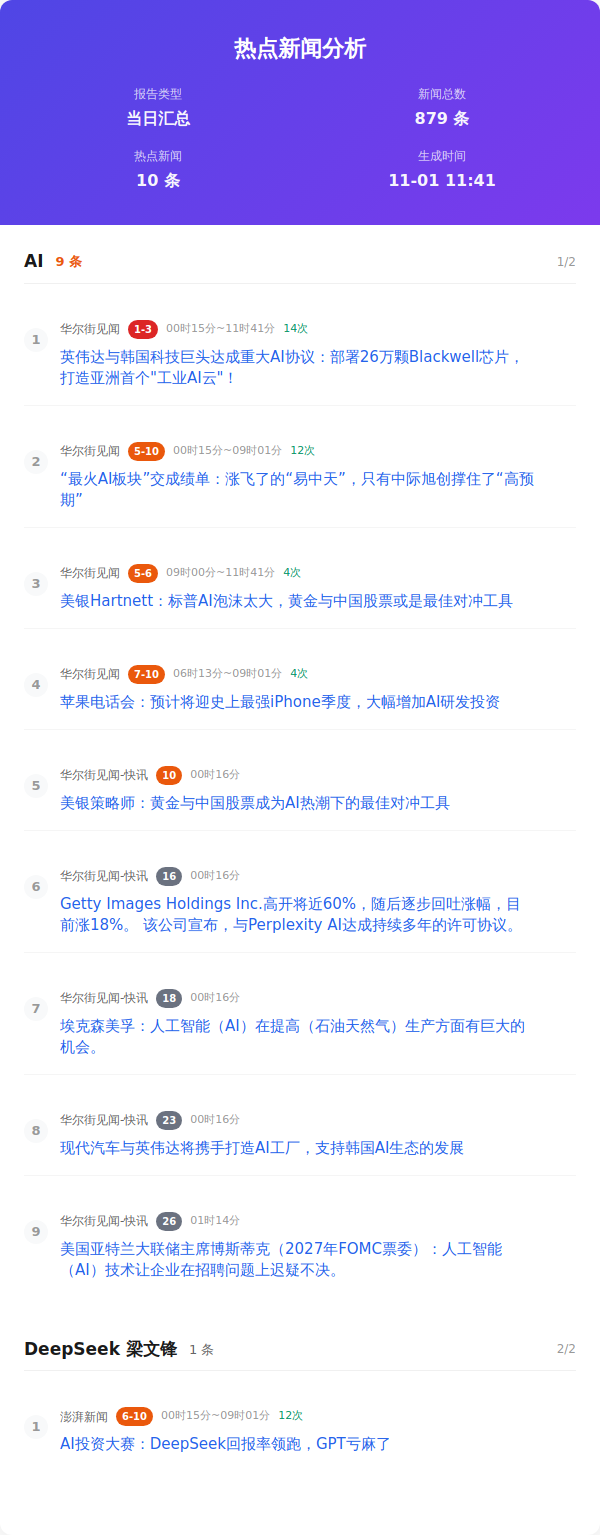 热点新闻分析
报告类型
当日汇总
新闻总数
879 条
热点新闻
10 条
生成时间
11-01 11:41
AI 9 条 1/2
1
华尔街见闻 1-3 00时15分~11时41分 14次
英伟达与韩国科技巨头达成重大AI协议：部署26万颗Blackwell芯片，
打造亚洲首个"工业AI云"！
2
华尔街见闻 5-10 00时15分~09时01分 12次
“最火AI板块”交成绩单：涨飞了的“易中天”，只有中际旭创撑住了“高预
期”
3
华尔街见闻 5-6 09时00分~11时41分 4次
美银Hartnett：标普AI泡沫太大，黄金与中国股票或是最佳对冲工具
4
华尔街见闻 7-10 06时13分~09时01分 4次
苹果电话会：预计将迎史上最强iPhone季度，大幅增加AI研发投资
5
华尔街见闻-快讯 10 00时16分
美银策略师：黄金与中国股票成为AI热潮下的最佳对冲工具
6
华尔街见闻-快讯 16 00时16分
Getty Images Holdings Inc.高开将近60%，随后逐步回吐涨幅，目
前涨18%。 该公司宣布，与Perplexity AI达成持续多年的许可协议。
7
华尔街见闻-快讯 18 00时16分
埃克森美孚：人工智能（AI）在提高（石油天然气）生产方面有巨大的
机会。
8
华尔街见闻-快讯 23 00时16分
现代汽车与英伟达将携手打造AI工厂，支持韩国AI生态的发展
9
华尔街见闻-快讯 26 01时14分
美国亚特兰大联储主席博斯蒂克（2027年FOMC票委）：人工智能
（AI）技术让企业在招聘问题上迟疑不决。
DeepSeek 梁文锋 1 条 2/2
1
澎湃新闻 6-10 00时15分~09时01分 12次
AI投资大赛：DeepSeek回报率领跑，GPT亏麻了